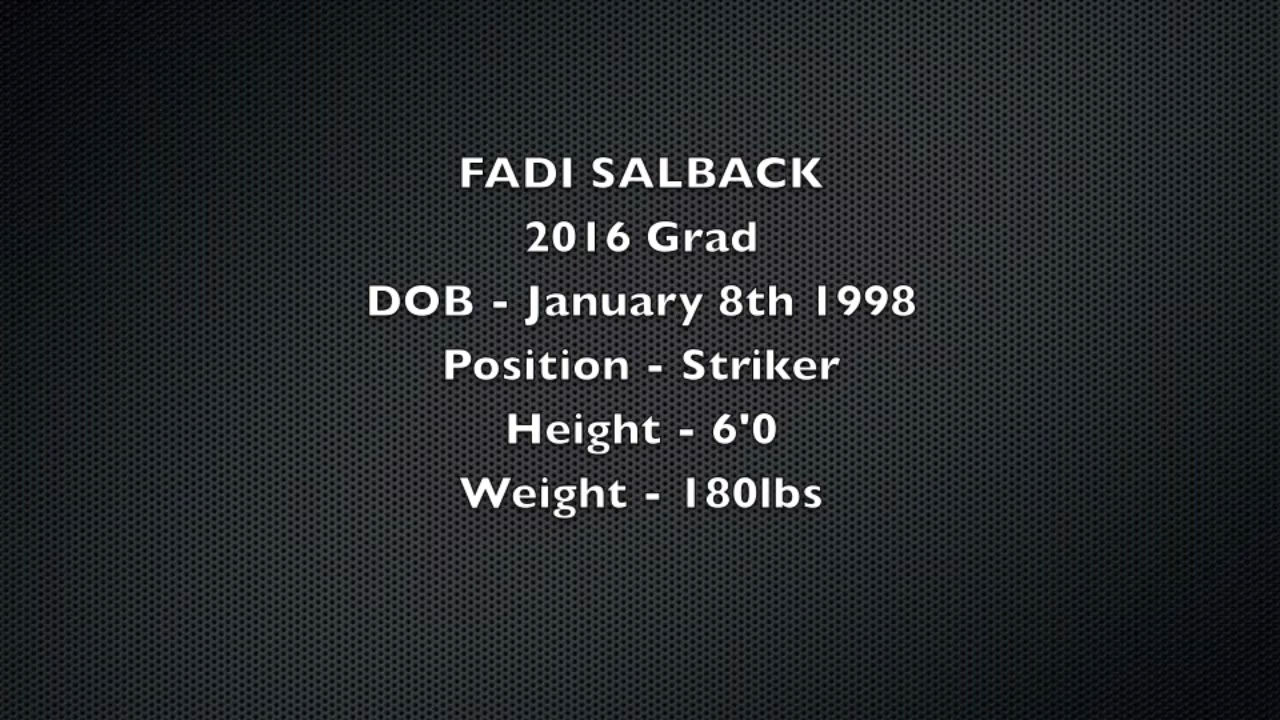 FADI SALBACK
2016 Grad
DOB - January 8th 1998
Position - Striker
Height - 6'0
Weight - 180lbs